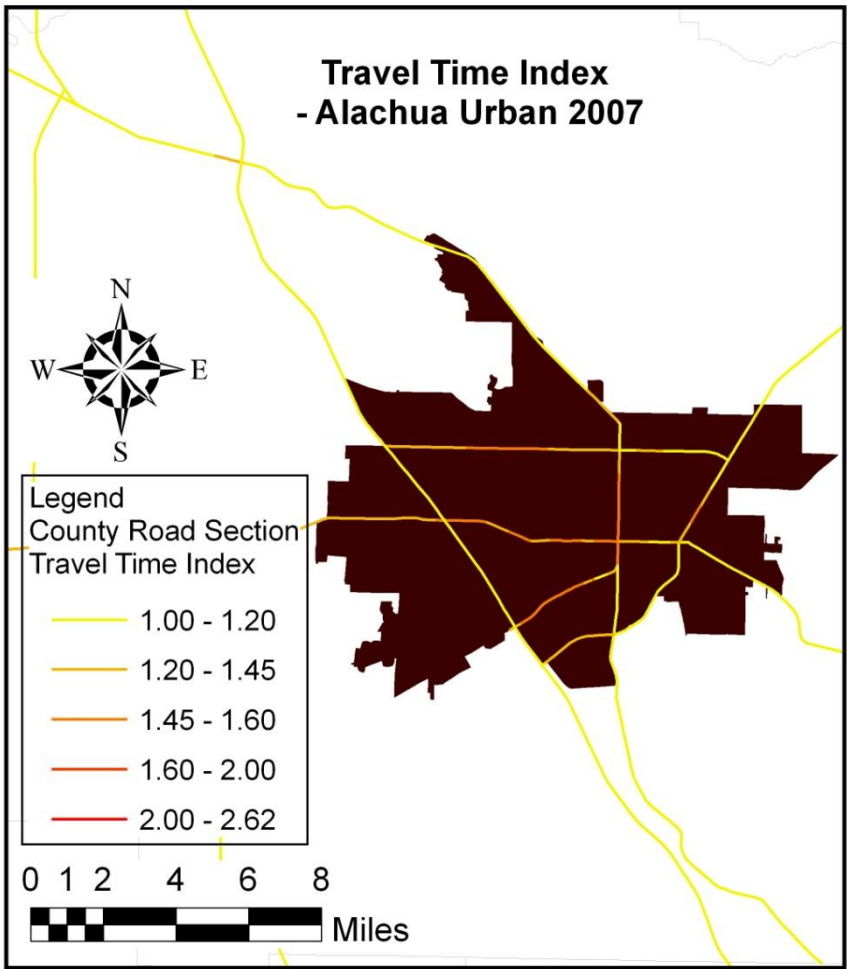 Travel Time Index
- Alachua Urban 2007
N
W E
S
Legend
County Road Section
Travel Time Index
1.00 - 1.20
1.20 - 1.45
1.45 - 1.60
1.60 - 2.00
2.00 - 2.62
0 1 2 4 6 8
Miles